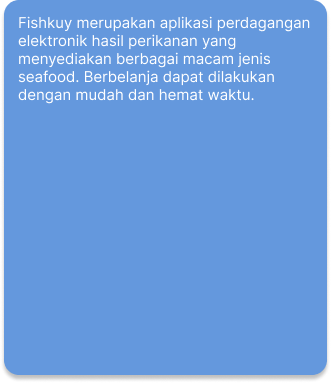 Fishkuy merupakan aplikasi perdagangan
elektronik hasil perikanan yang
menyediakan berbagai macam jenis
seafood. Berbelanja dapat dilakukan
dengan mudah dan hemat waktu.